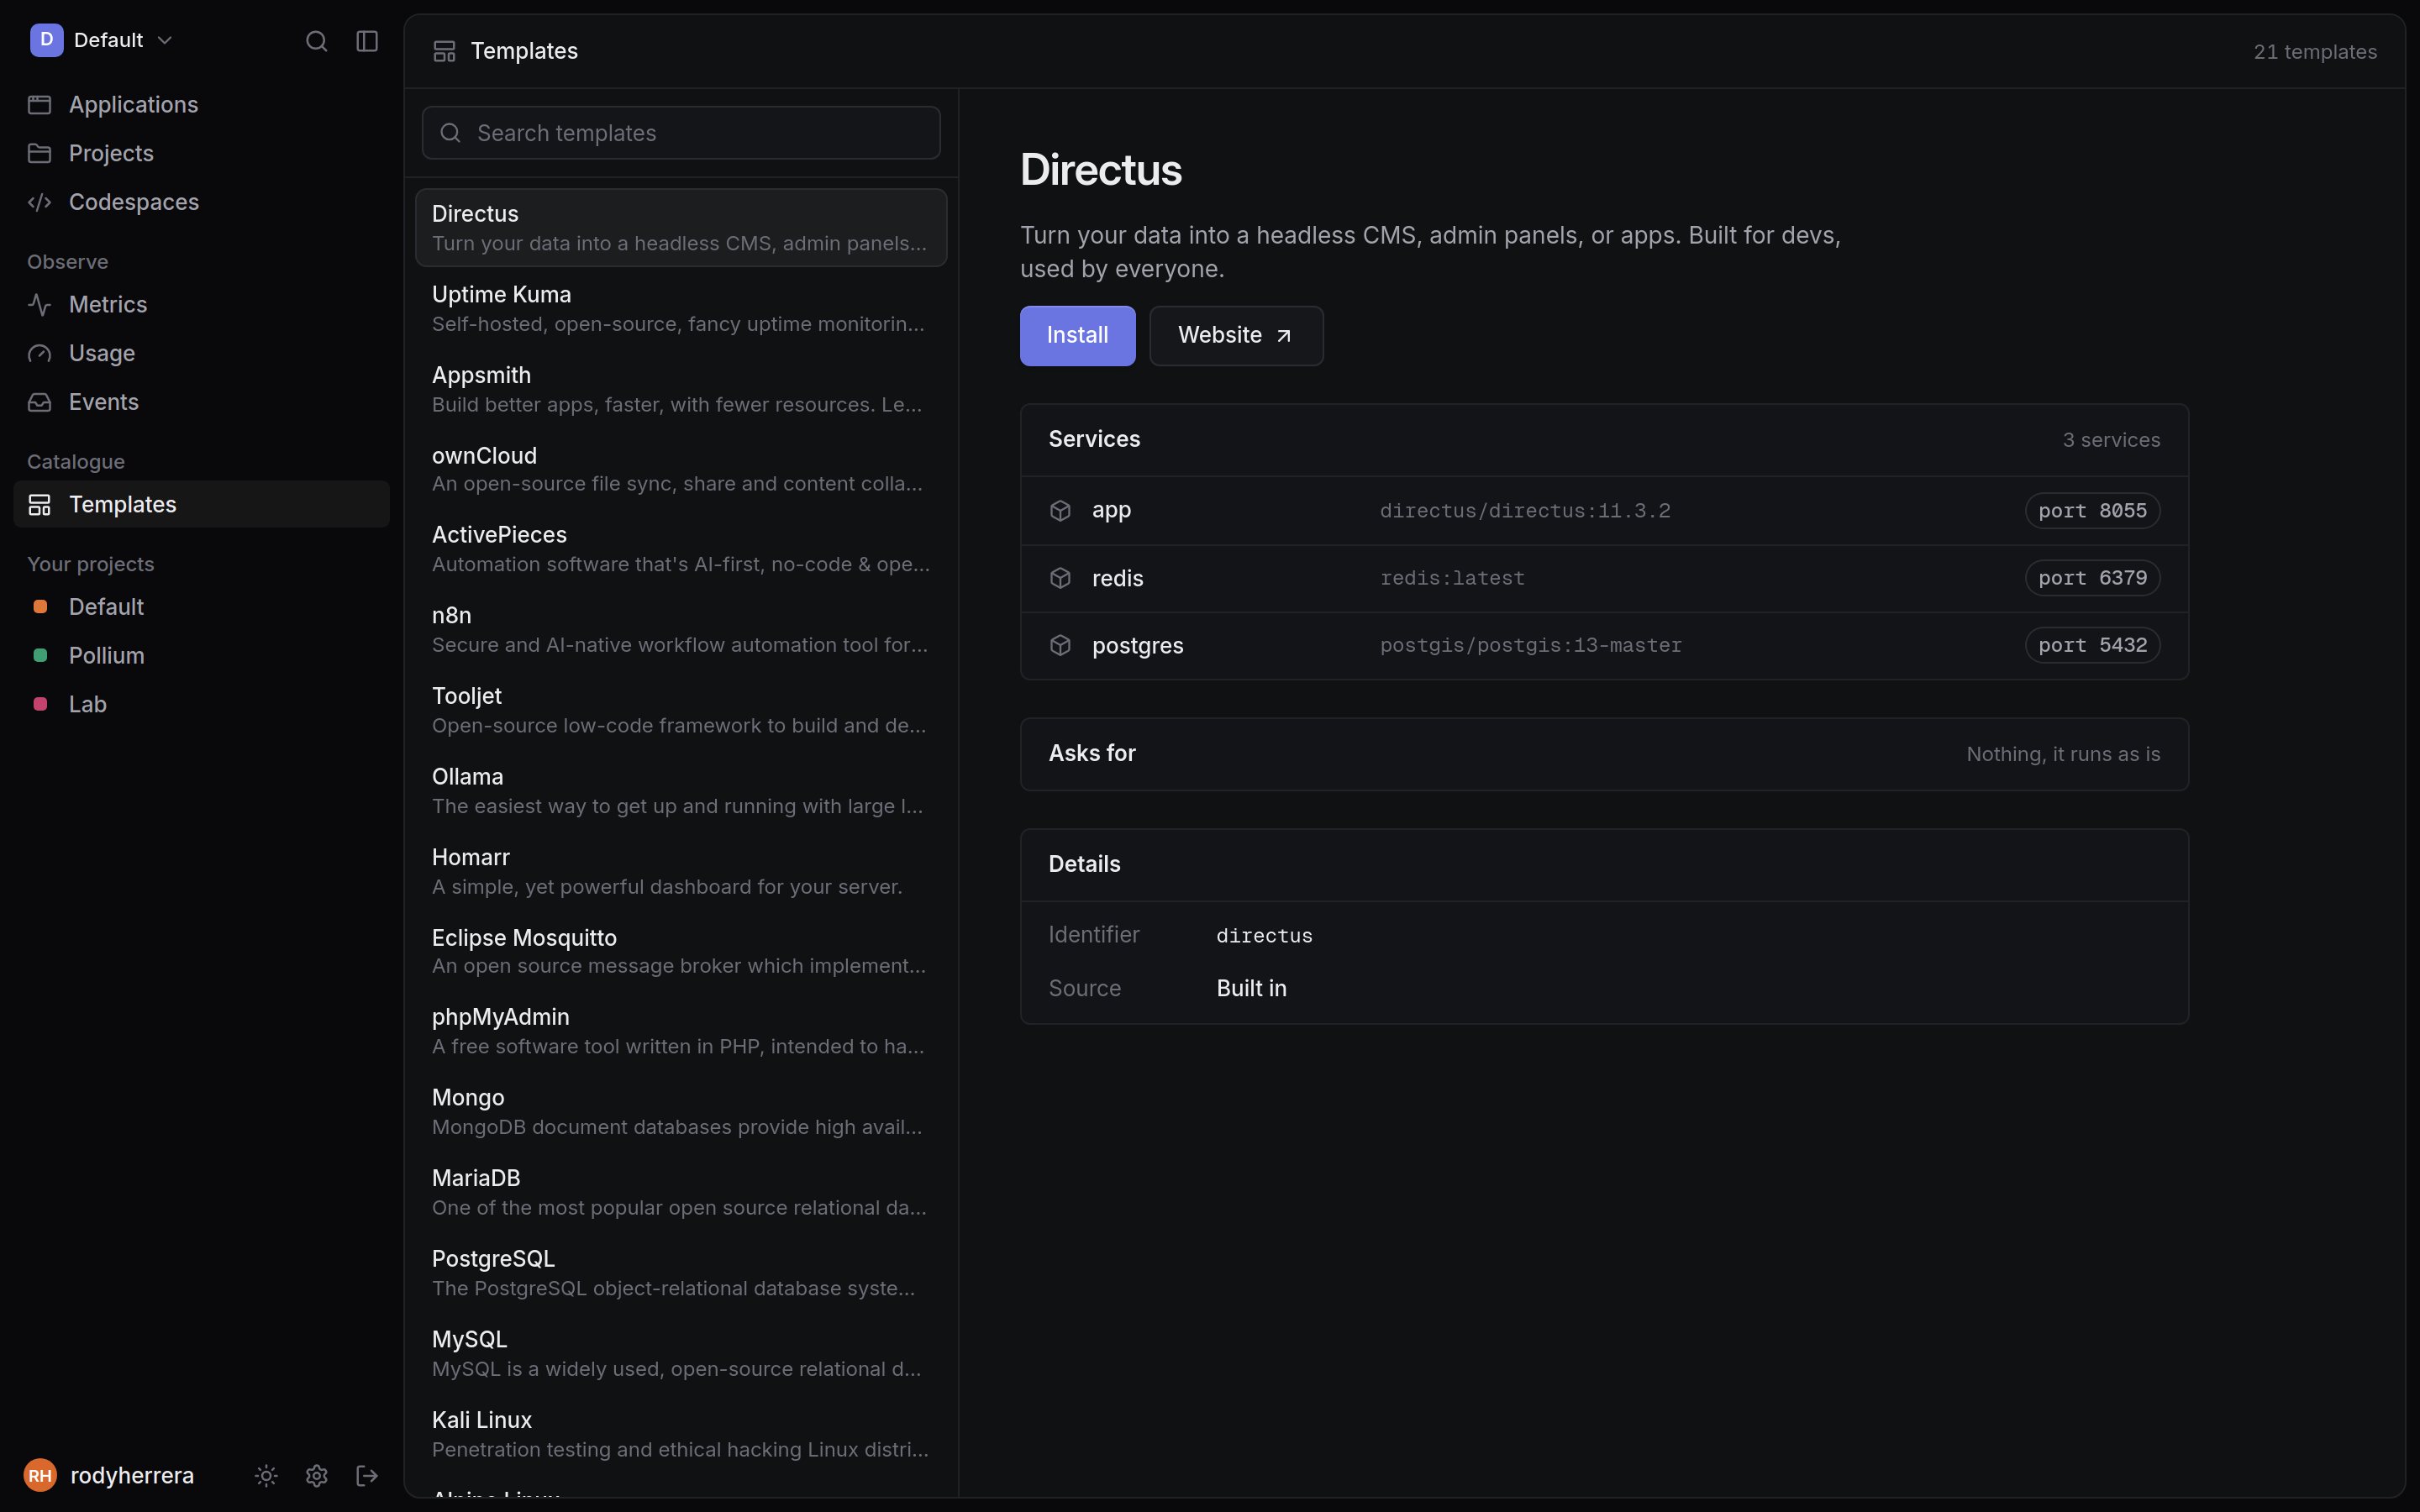 D Default
Applications
Projects
Codespaces
Observe
Metrics
Usage
Events
Catalogue
Templates
Your projects
Default
Pollium
Lab
RH rodyherrera
Templates
21 templates
Search templates
Directus
Turn your data into a headless CMS, admin panels...
Uptime Kuma
Self-hosted, open-source, fancy uptime monitorin...
Appsmith
Build better apps, faster, with fewer resources. Le...
ownCloud
An open-source file sync, share and content colla...
ActivePieces
Automation software that's AI-first, no-code & ope...
n8n
Secure and AI-native workflow automation tool for...
Tooljet
Open-source low-code framework to build and de...
Ollama
The easiest way to get up and running with large l...
Homarr
A simple, yet powerful dashboard for your server.
Eclipse Mosquitto
An open source message broker which implement...
phpMyAdmin
A free software tool written in PHP, intended to ha...
Mongo
MongoDB document databases provide high avail...
MariaDB
One of the most popular open source relational da...
PostgreSQL
The PostgreSQL object-relational database syste...
MySQL
MySQL is a widely used, open-source relational d...
Kali Linux
Penetration testing and ethical hacking Linux distri...
Directus
Turn your data into a headless CMS, admin panels, or apps. Built for devs,
used by everyone.
Install
Website
Services
3 services
app directus/directus:11.3.2 port 8055
redis redis:latest port 6379
postgres postgis/postgis:13-master port 5432
Asks for
Nothing, it runs as is
Details
Identifier directus
Source Built in